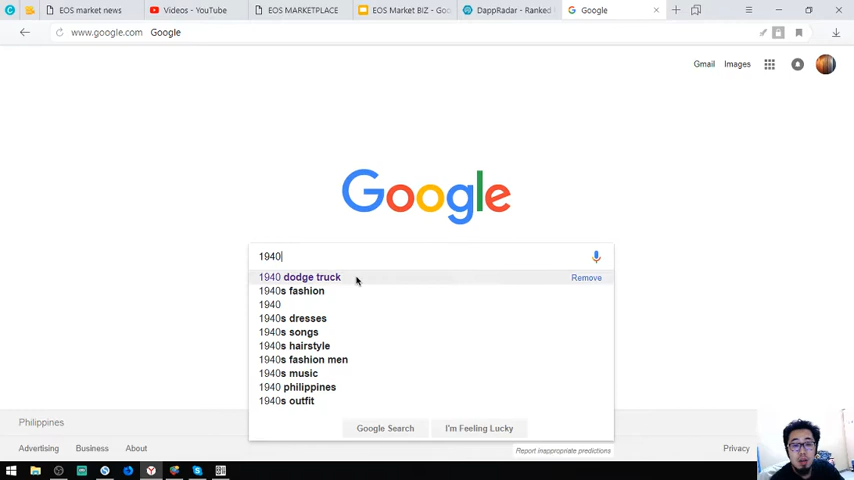 EOS market news
Videos - YouTube
EOS MARKETPLACE
EOS Market BIZ - Goo
DappRadar - Ranked
Google
www.google.com Google
Gmail Images
Google
1940
1940 dodge truck
Remove
1940s fashion
1940
1940s dresses
1940s songs
1940s hairstyle
1940s fashion men
1940s music
1940 philippines
1940s outfit
Google Search
I'm Feeling Lucky
Report inappropriate predictions
Philippines
Advertising Business About
Privacy